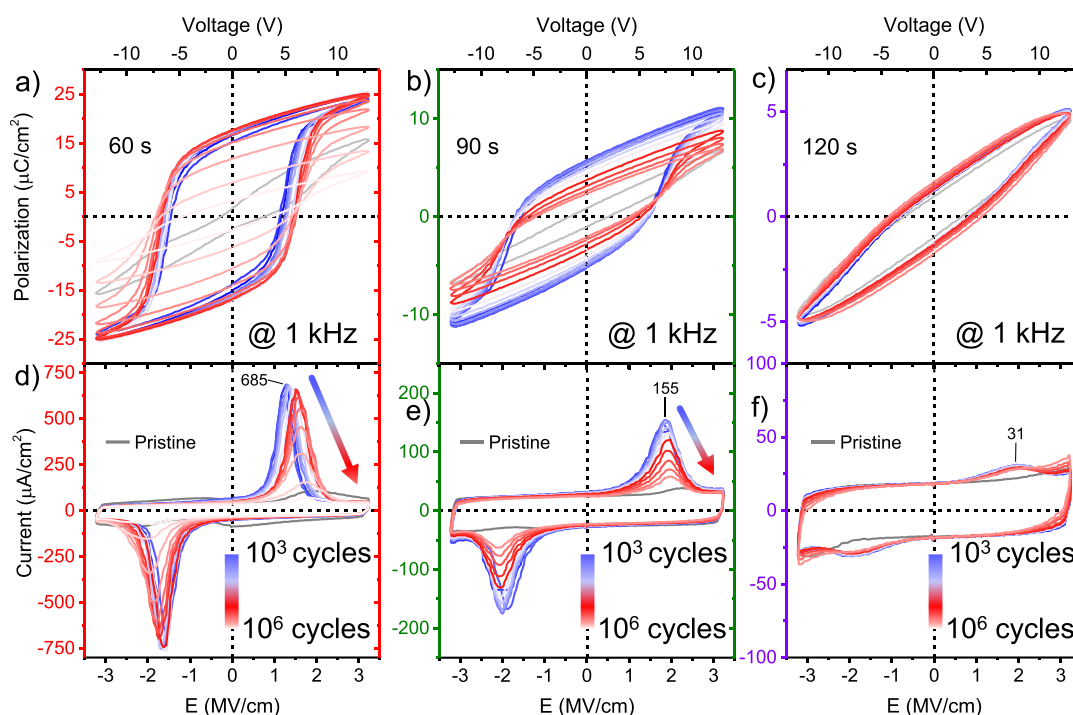 Voltage (V)
Voltage (V)
Voltage (V)
-10 -5 0 5 10
-10 -5 0 5 10
-10 -5 0 5 10
a)
b)
c)
Polarization (μC/cm²)
25
15
5
-5
-15
-25
60 s
@ 1 kHz
10
0
-10
90 s
@ 1 kHz
5
0
-5
120 s
@ 1 kHz
d)
e)
f)
Current (μA/cm²)
750
500
250
0
-250
-500
-750
685
Pristine
10³ cycles
10⁶ cycles
200
100
0
-100
-200
155
Pristine
10³ cycles
10⁶ cycles
100
50
0
-50
-100
31
Pristine
10³ cycles
10⁶ cycles
-3 -2 -1 0 1 2 3
-3 -2 -1 0 1 2 3
-3 -2 -1 0 1 2 3
E (MV/cm)
E (MV/cm)
E (MV/cm)